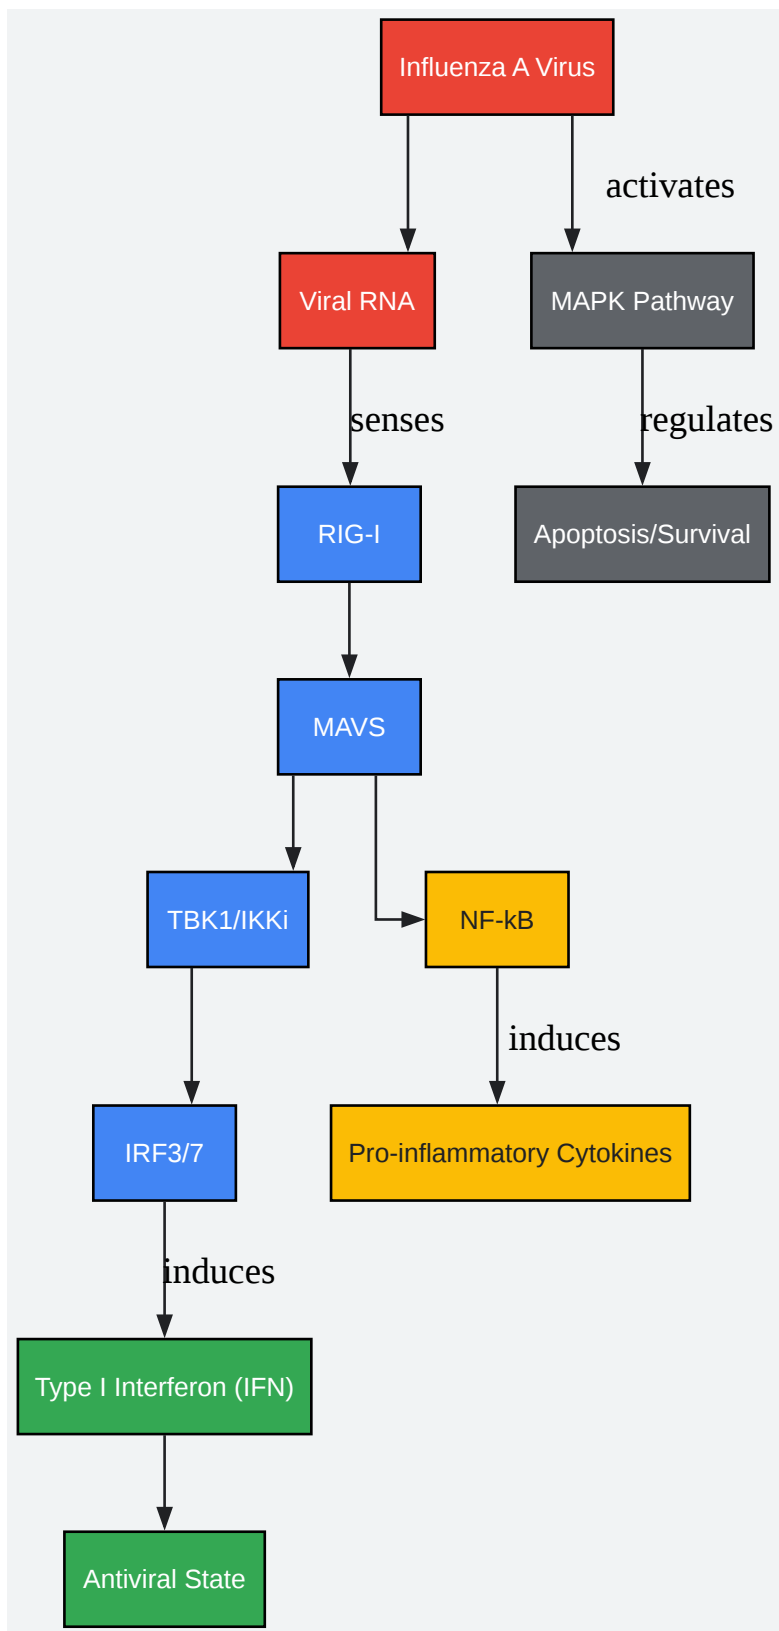 Influenza A Virus
activates
Viral RNA
MAPK Pathway
senses
regulates
RIG-I
Apoptosis/Survival
MAVS
TBK1/IKKi
NF-kB
induces
IRF3/7
Pro-inflammatory Cytokines
induces
Type I Interferon (IFN)
Antiviral State